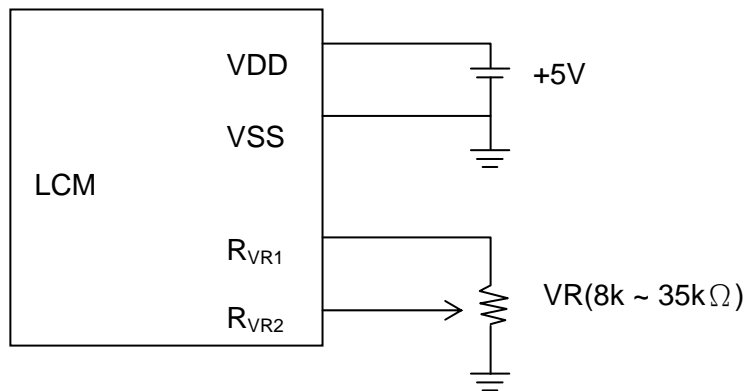 VDD
+5V
VSS
LCM
RVR1
VR(8k ~ 35kΩ)
RVR2